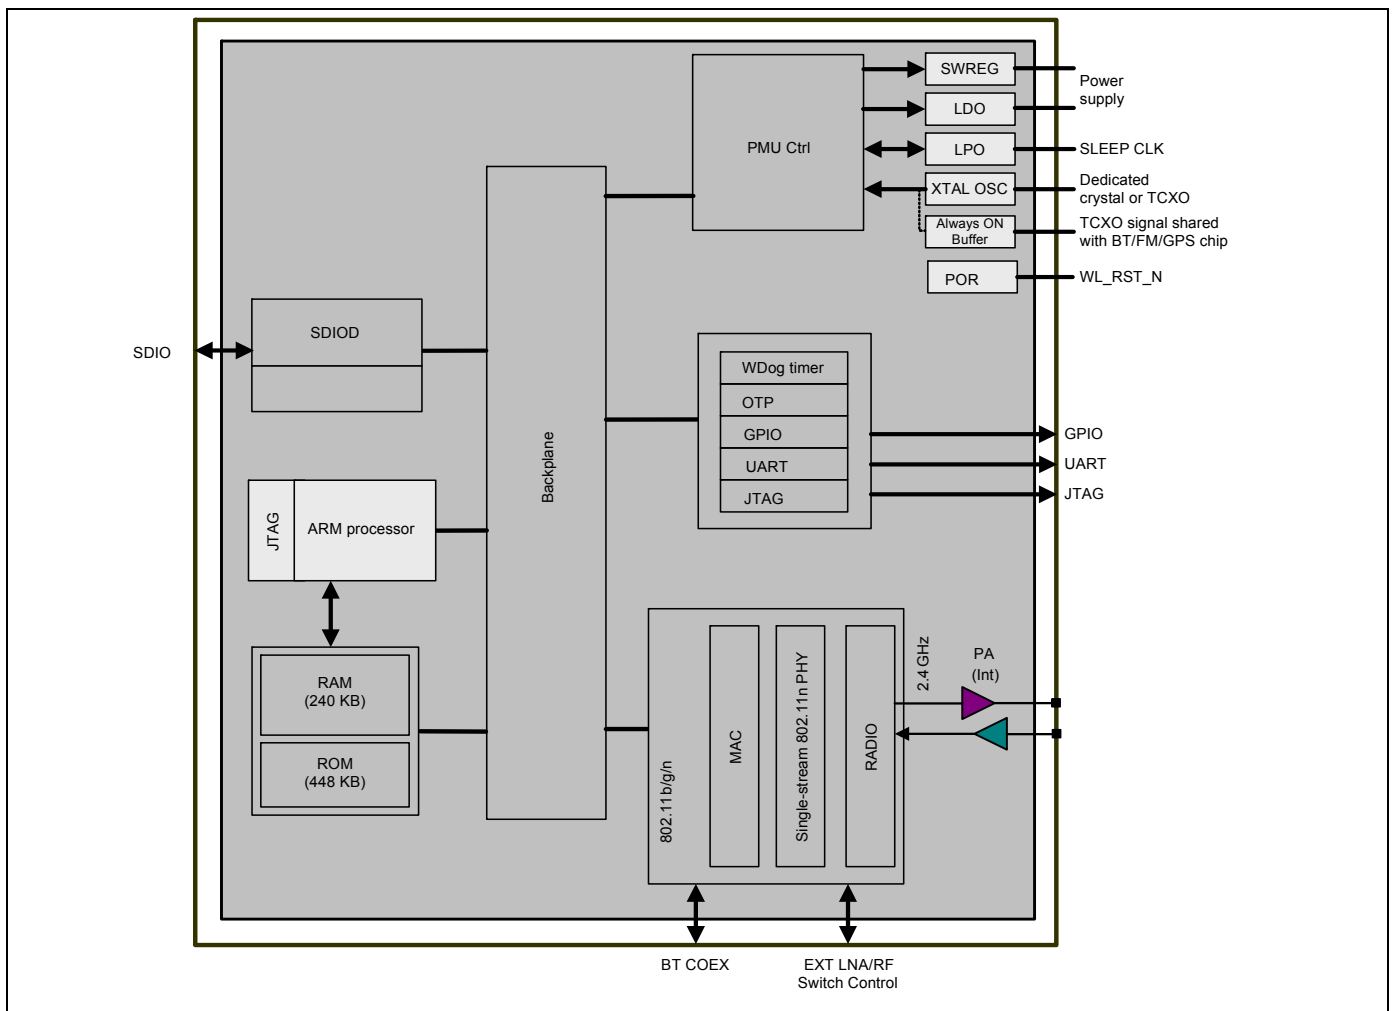 SWREG
Power
supply
LDO
PMU Ctrl
LPO
SLEEP CLK
XTAL OSC
Dedicated
crystal or TCXO
Always ON
Buffer
TCXO signal shared
with BT/FM/GPS chip
POR
WL_RST_N
SDIO
SDIOD
Backplane
WDog timer
OTP
GPIO
UART
JTAG
GPIO
UART
JTAG
JTAG
ARM processor
RAM
(240 KB)
ROM
(448 KB)
802.11b/g/n
MAC
Single-stream 802.11n PHY
RADIO
2.4 GHz
PA
(Int)
BT COEX
EXT LNA/RF
Switch Control